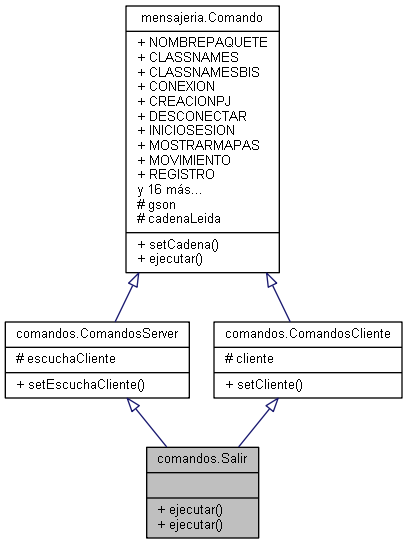 mensajeria.Comando
+ NOMBREPAQUETE
+ CLASSNAMES
+ CLASSNAMESBIS
+ CONEXION
+ CREACIONPJ
+ DESCONECTAR
+ INICIOSESION
+ MOSTRARMAPAS
+ MOVIMIENTO
+ REGISTRO
y 16 más...
# gson
# cadenaLeida
+ setCadena()
+ ejecutar()
comandos.ComandosServer
# escuchaCliente
+ setEscuchaCliente()
comandos.ComandosCliente
# cliente
+ setCliente()
comandos.Salir
+ ejecutar()
+ ejecutar()